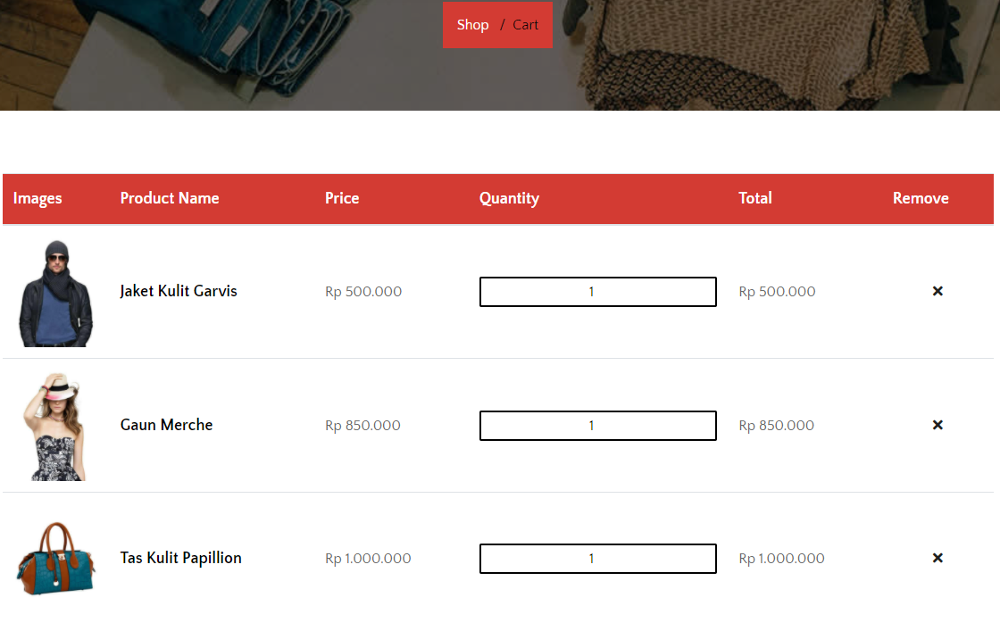 Shop / Cart
Images Product Name Price Quantity Total Remove
Jaket Kulit Garvis Rp 500.000 1 Rp 500.000 ×
Gaun Merche Rp 850.000 1 Rp 850.000 ×
Tas Kulit Papillion Rp 1.000.000 1 Rp 1.000.000 ×